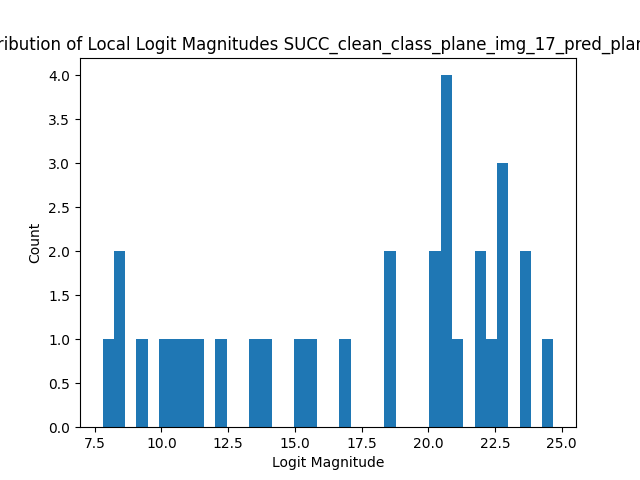 ribution of Local Logit Magnitudes SUCC_clean_class_plane_img_17_pred_plan
4.0
3.5
3.0
2.5
2.0
1.5
1.0
0.5
0.0
Count
7.5 10.0 12.5 15.0 17.5 20.0 22.5 25.0
Logit Magnitude